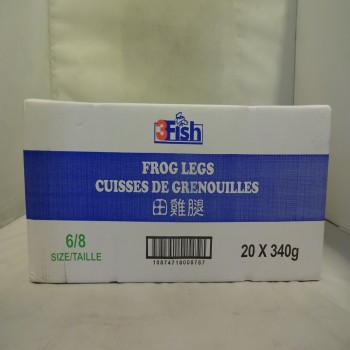 3Fish
FROG LEGS
CUISSES DE GRENOUILLES
田雞腿
6/8
SIZE/TAILLE
20 X 340g